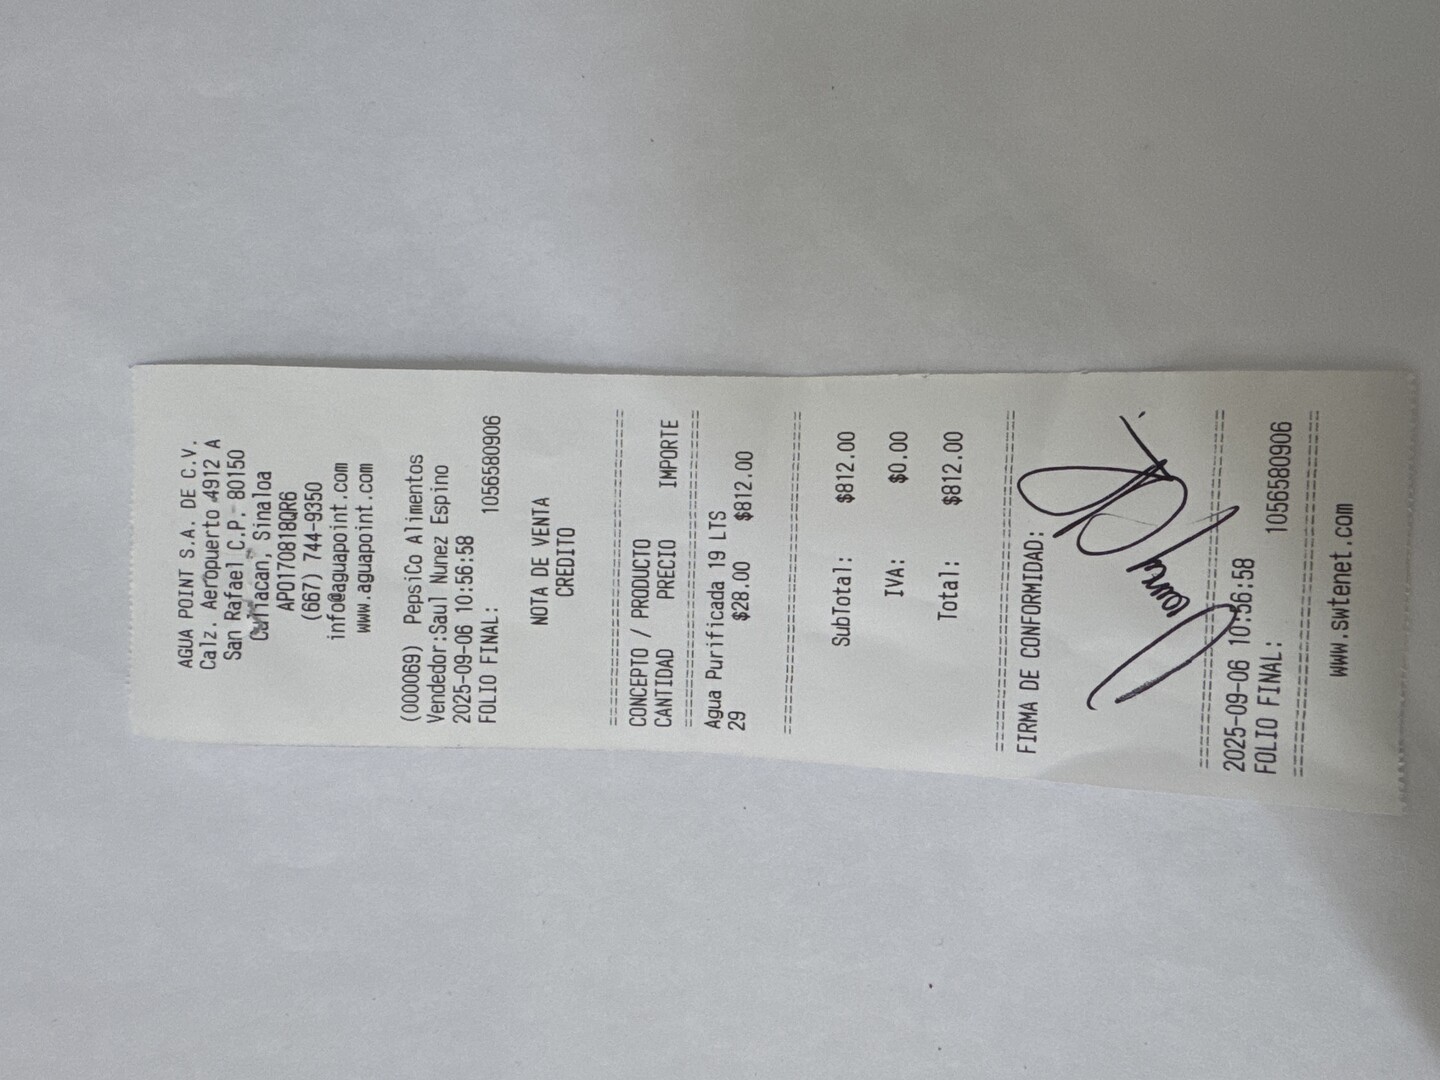 AGUA POINT S.A. DE C.V.
Calz. Aeropuerto 4912 A
San Rafael C.P. 80150
Culiacan, Sinaloa
APO170818QR6
(667) 744-9350
info@aguapoint.com
www.aguapoint.com
(000069) PepsiCo Alimentos
Vendedor:Saul Nunez Espino
2025-09-06 10:56:58
FOLIO FINAL: 1056580906
NOTA DE VENTA
CREDITO
CONCEPTO / PRODUCTO
CANTIDAD PRECIO IMPORTE
Agua Purificada 19 LTS
29 $28.00 $812.00
SubTotal: $812.00
IVA: $0.00
Total: $812.00
FIRMA DE CONFORMIDAD:
2025-09-06 10:56:58
FOLIO FINAL: 1056580906
www.swtenet.com